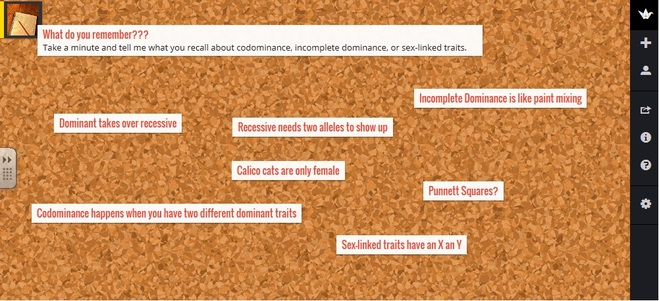 What do you remember???
Take a minute and tell me what you recall about codominance, incomplete dominance, or sex-linked traits.
Incomplete Dominance is like paint mixing
Dominant takes over recessive
Recessive needs two alleles to show up
Calico cats are only female
Punnett Squares?
Codominance happens when you have two different dominant traits
Sex-linked traits have an X an Y